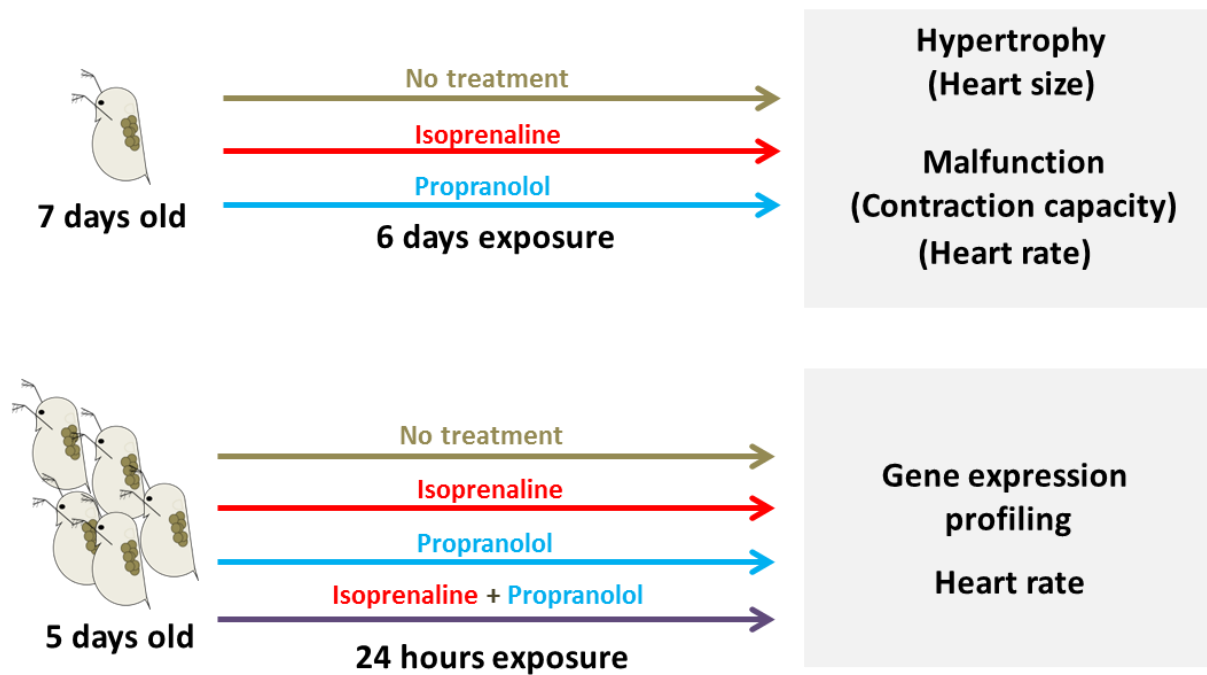 No treatment
Isoprenaline
Propranolol
7 days old
6 days exposure
Hypertrophy
(Heart size)
Malfunction
(Contraction capacity)
(Heart rate)
No treatment
Isoprenaline
Propranolol
Isoprenaline + Propranolol
5 days old
24 hours exposure
Gene expression
profiling
Heart rate